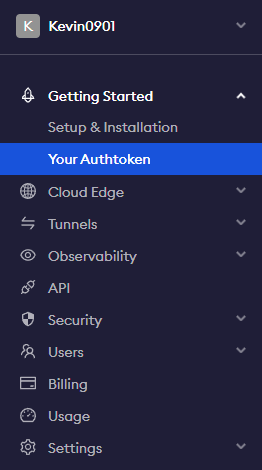 K Kevin0901
Getting Started
Setup & Installation
Your Authtoken
Cloud Edge
Tunnels
Observability
API
Security
Users
Billing
Usage
Settings